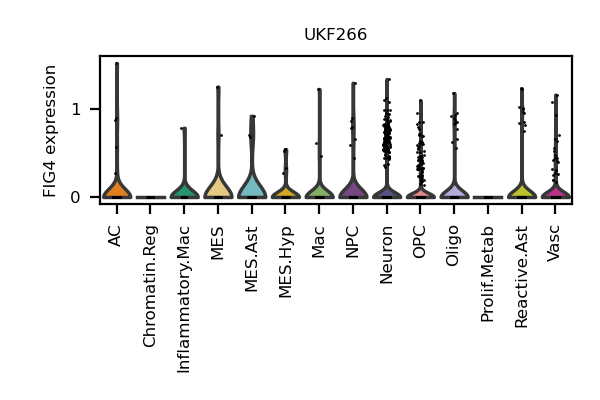 UKF266
FIG4 expression
1
0
AC
Chromatin.Reg
Inflammatory.Mac
MES
MES.Ast
MES.Hyp
Mac
NPC
Neuron
OPC
Oligo
Prolif.Metab
Reactive.Ast
Vasc